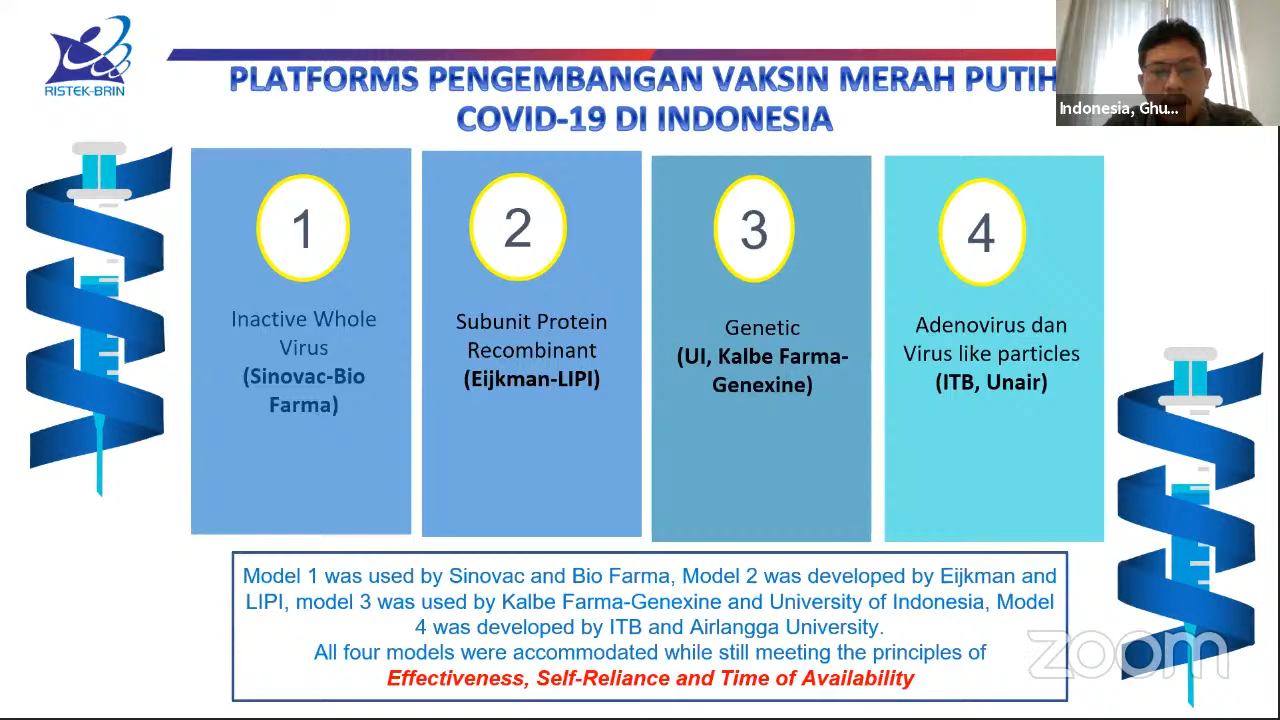 RISTEK-BRIN
PLATFORMS PENGEMBANGAN VAKSIN MERAH PUTIH
COVID-19 DI INDONESIA
Indonesia, Ghu...
1
Inactive Whole
Virus
(Sinovac-Bio
Farma)
2
Subunit Protein
Recombinant
(Eijkman-LIPI)
3
Genetic
(UI, Kalbe Farma-
Genexine)
4
Adenovirus dan
Virus like particles
(ITB, Unair)
Model 1 was used by Sinovac and Bio Farma, Model 2 was developed by Eijkman and
LIPI, model 3 was used by Kalbe Farma-Genexine and University of Indonesia, Model
4 was developed by ITB and Airlangga University.
All four models were accommodated while still meeting the principles of
Effectiveness, Self-Reliance and Time of Availability
zoom